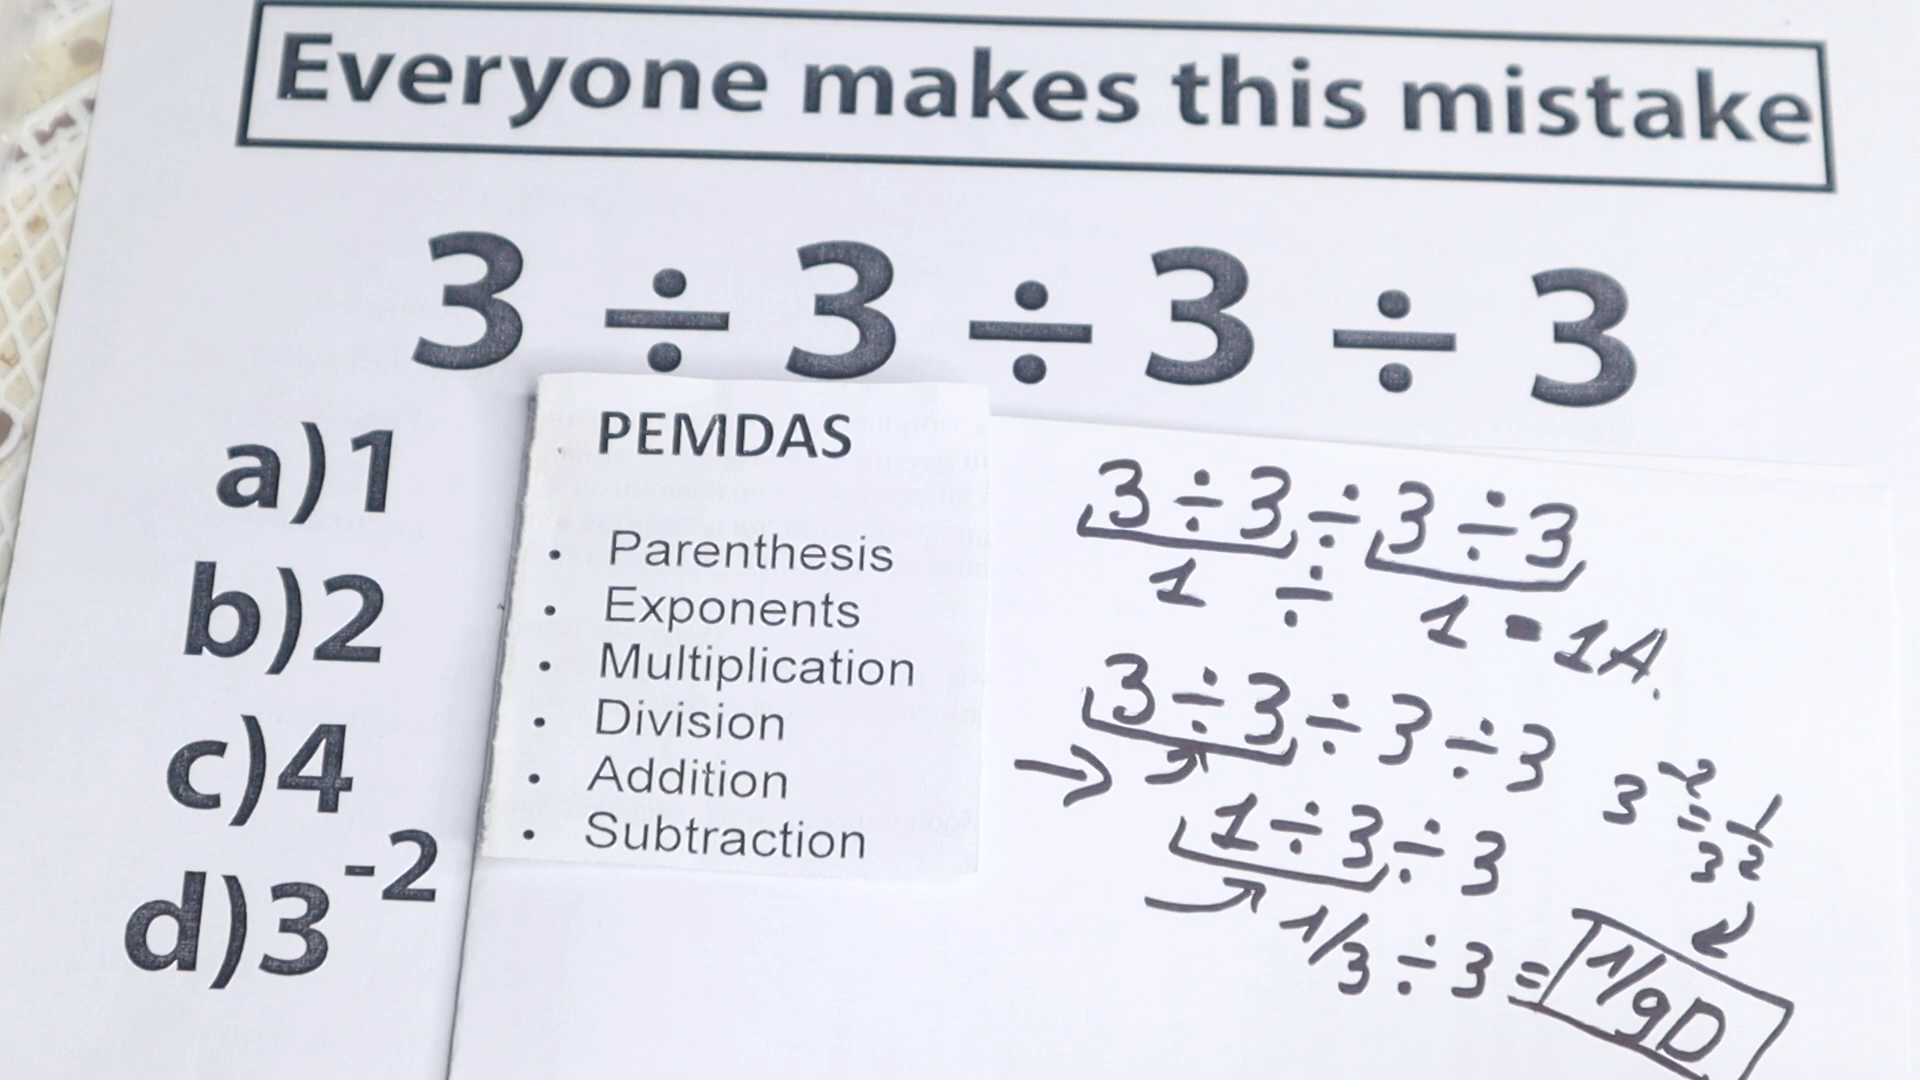 Everyone makes this mistake
3 ÷ 3 ÷ 3 ÷ 3
a)1
b)2
c)4
d)3⁻²
PEMDAS
• Parenthesis
• Exponents
• Multiplication
• Division
• Addition
• Subtraction
3÷3÷3÷3
1 ÷ 1 = 1A.
3÷3÷3÷3
→
1÷3÷3
1/3÷3=1/9D
3⁻²=1/3²